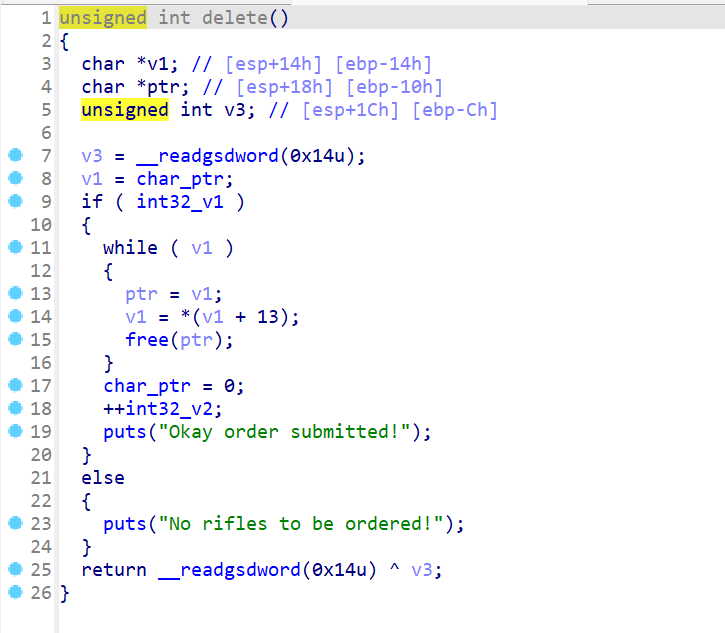 1 unsigned int delete()
2 {
3   char *v1; // [esp+14h] [ebp-14h]
4   char *ptr; // [esp+18h] [ebp-10h]
5   unsigned int v3; // [esp+1Ch] [ebp-Ch]
6
7   v3 = __readgsdword(0x14u);
8   v1 = char_ptr;
9   if ( int32_v1 )
10   {
11     while ( v1 )
12     {
13       ptr = v1;
14       v1 = *(v1 + 13);
15       free(ptr);
16     }
17     char_ptr = 0;
18     ++int32_v2;
19     puts("Okay order submitted!");
20   }
21   else
22   {
23     puts("No rifles to be ordered!");
24   }
25   return __readgsdword(0x14u) ^ v3;
26 }